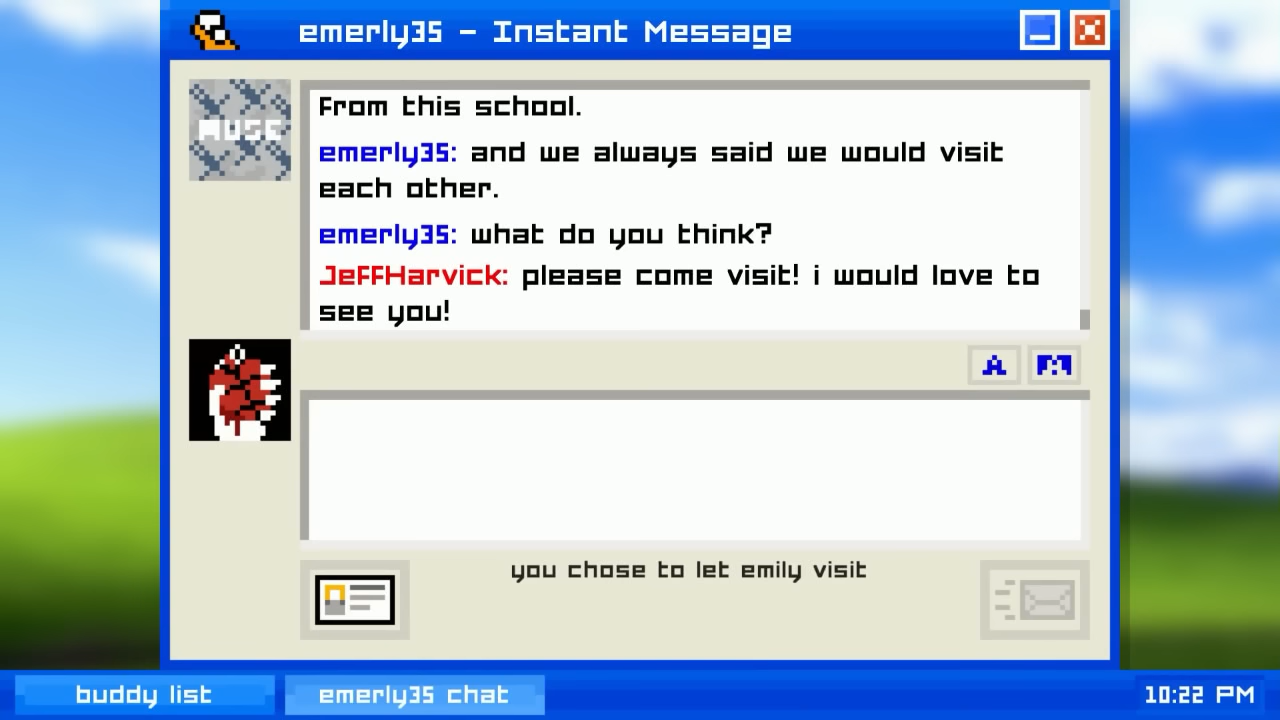 emerly35 - Instant Message
MUSE
From this school.
emerly35: and we always said we would visit
each other.
emerly35: what do you think?
JeffHarvick: please come visit! i would love to
see you!
A
you chose to let emily visit
buddy list
emerly35 chat
10:22 PM